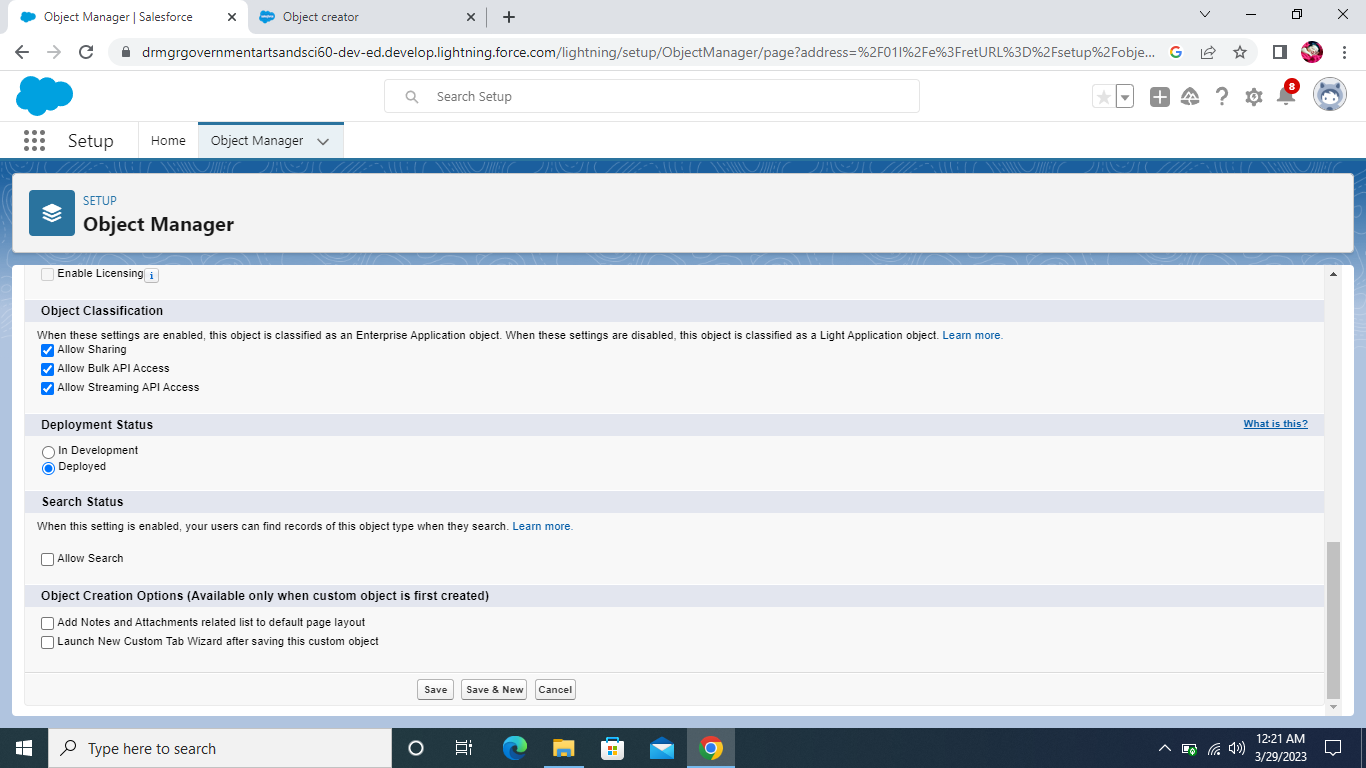 Object Manager | Salesforce
Object creator
drmgrgovernmentartsandsci60-dev-ed.develop.lightning.force.com/lightning/setup/ObjectManager/page?address=%2F01I%2Fe%3FretURL%3D%2Fsetup%2Fobje...
Search Setup
8
Setup
Home
Object Manager
SETUP
Object Manager
Enable Licensing i
Object Classification
When these settings are enabled, this object is classified as an Enterprise Application object. When these settings are disabled, this object is classified as a Light Application object. Learn more.
Allow Sharing
Allow Bulk API Access
Allow Streaming API Access
Deployment Status
What is this?
In Development
Deployed
Search Status
When this setting is enabled, your users can find records of this object type when they search. Learn more.
Allow Search
Object Creation Options (Available only when custom object is first created)
Add Notes and Attachments related list to default page layout
Launch New Custom Tab Wizard after saving this custom object
Save
Save & New
Cancel
Type here to search
12:21 AM
3/29/2023